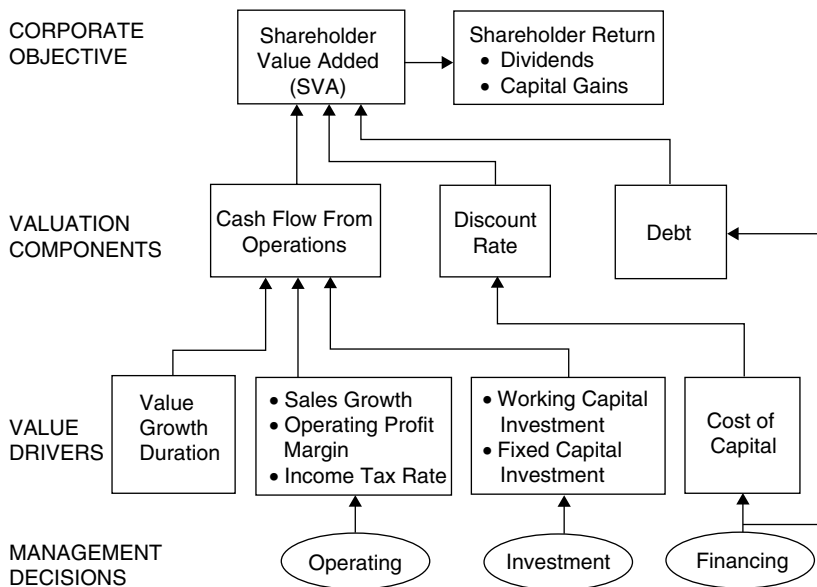 CORPORATE
OBJECTIVE
Shareholder
Value Added
(SVA)
Shareholder Return
• Dividends
• Capital Gains
VALUATION
COMPONENTS
Cash Flow From
Operations
Discount
Rate
Debt
VALUE
DRIVERS
Value
Growth
Duration
• Sales Growth
• Operating Profit
Margin
• Income Tax Rate
• Working Capital
Investment
• Fixed Capital
Investment
Cost of
Capital
MANAGEMENT
DECISIONS
Operating
Investment
Financing